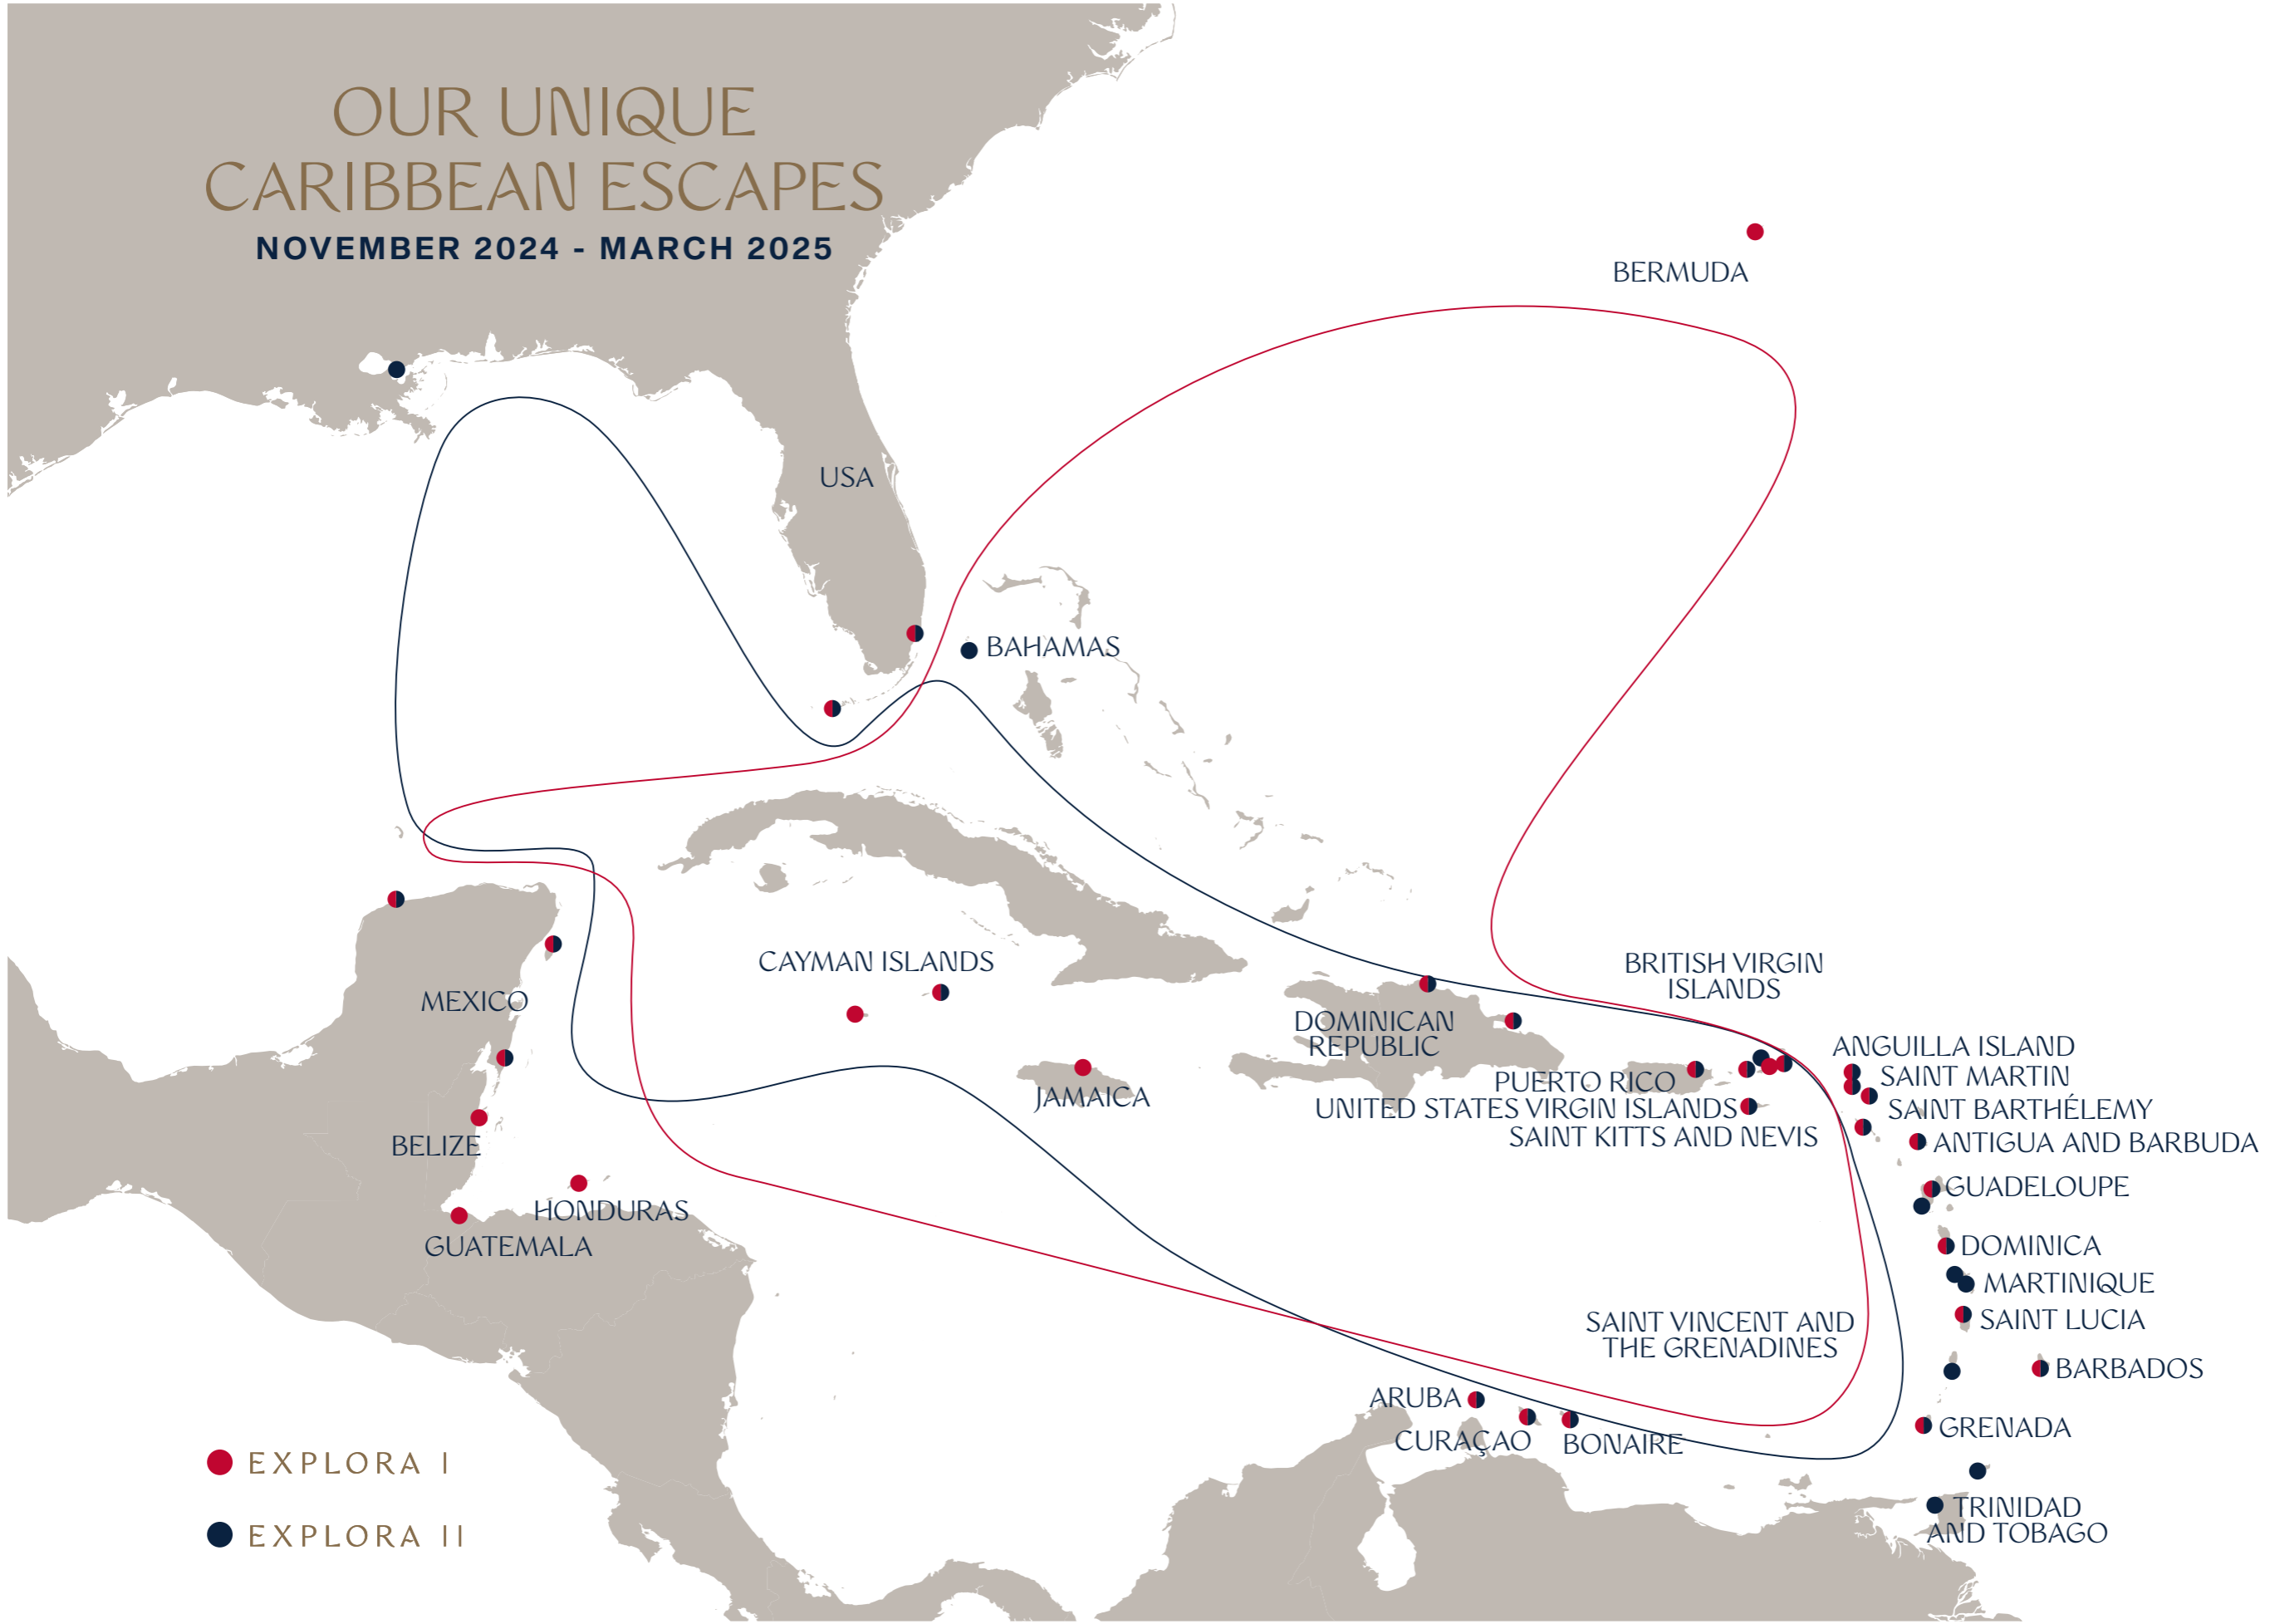 OUR UNIQUE
CARIBBEAN ESCAPES
NOVEMBER 2024 - MARCH 2025
BERMUDA
USA
BAHAMAS
CAYMAN ISLANDS
MEXICO
BRITISH VIRGIN
ISLANDS
DOMINICAN
REPUBLIC
ANGUILLA ISLAND
SAINT MARTIN
JAMAICA
PUERTO RICO
UNITED STATES VIRGIN ISLANDS
SAINT BARTHÉLEMY
SAINT KITTS AND NEVIS
ANTIGUA AND BARBUDA
BELIZE
GUADELOUPE
HONDURAS
GUATEMALA
DOMINICA
MARTINIQUE
SAINT LUCIA
SAINT VINCENT AND
THE GRENADINES
BARBADOS
ARUBA
CURAÇAO
BONAIRE
GRENADA
EXPLORA I
TRINIDAD
AND TOBAGO
EXPLORA II